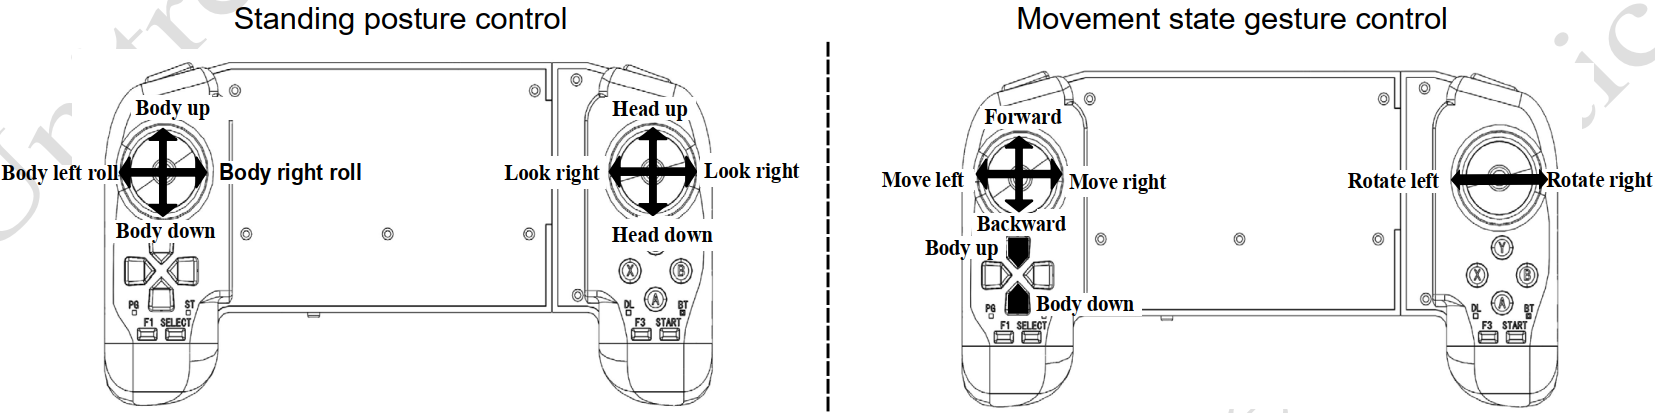 Standing posture control
Body up
Body left roll
Body right roll
Body down
Head up
Look right
Look right
Head down
X
B
A
PG
ST
F1 SELECT
DL
BT
F3 START
Movement state gesture control
Forward
Move left
Move right
Backward
Body up
Body down
Rotate left
Rotate right
Y
X
B
A
PG
F1 SELECT
DL
BT
F3 START